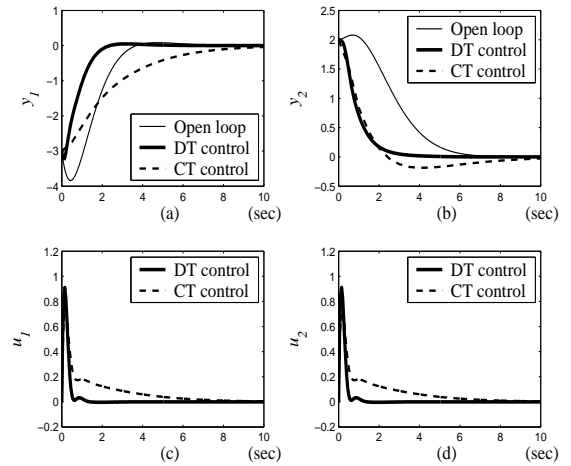 1
0
-1
-2
-3
-4
y1
Open loop
DT control
CT control
0 2 4 6 8 10
(a) (sec)
2.5
2
1.5
1
0.5
0
-0.5
y2
Open loop
DT control
CT control
0 2 4 6 8 10
(b) (sec)
1.2
1
0.8
0.6
0.4
0.2
0
-0.2
u1
DT control
CT control
0 2 4 6 8 10
(c) (sec)
1.2
1
0.8
0.6
0.4
0.2
0
-0.2
u2
DT control
CT control
0 2 4 6 8 10
(d) (sec)